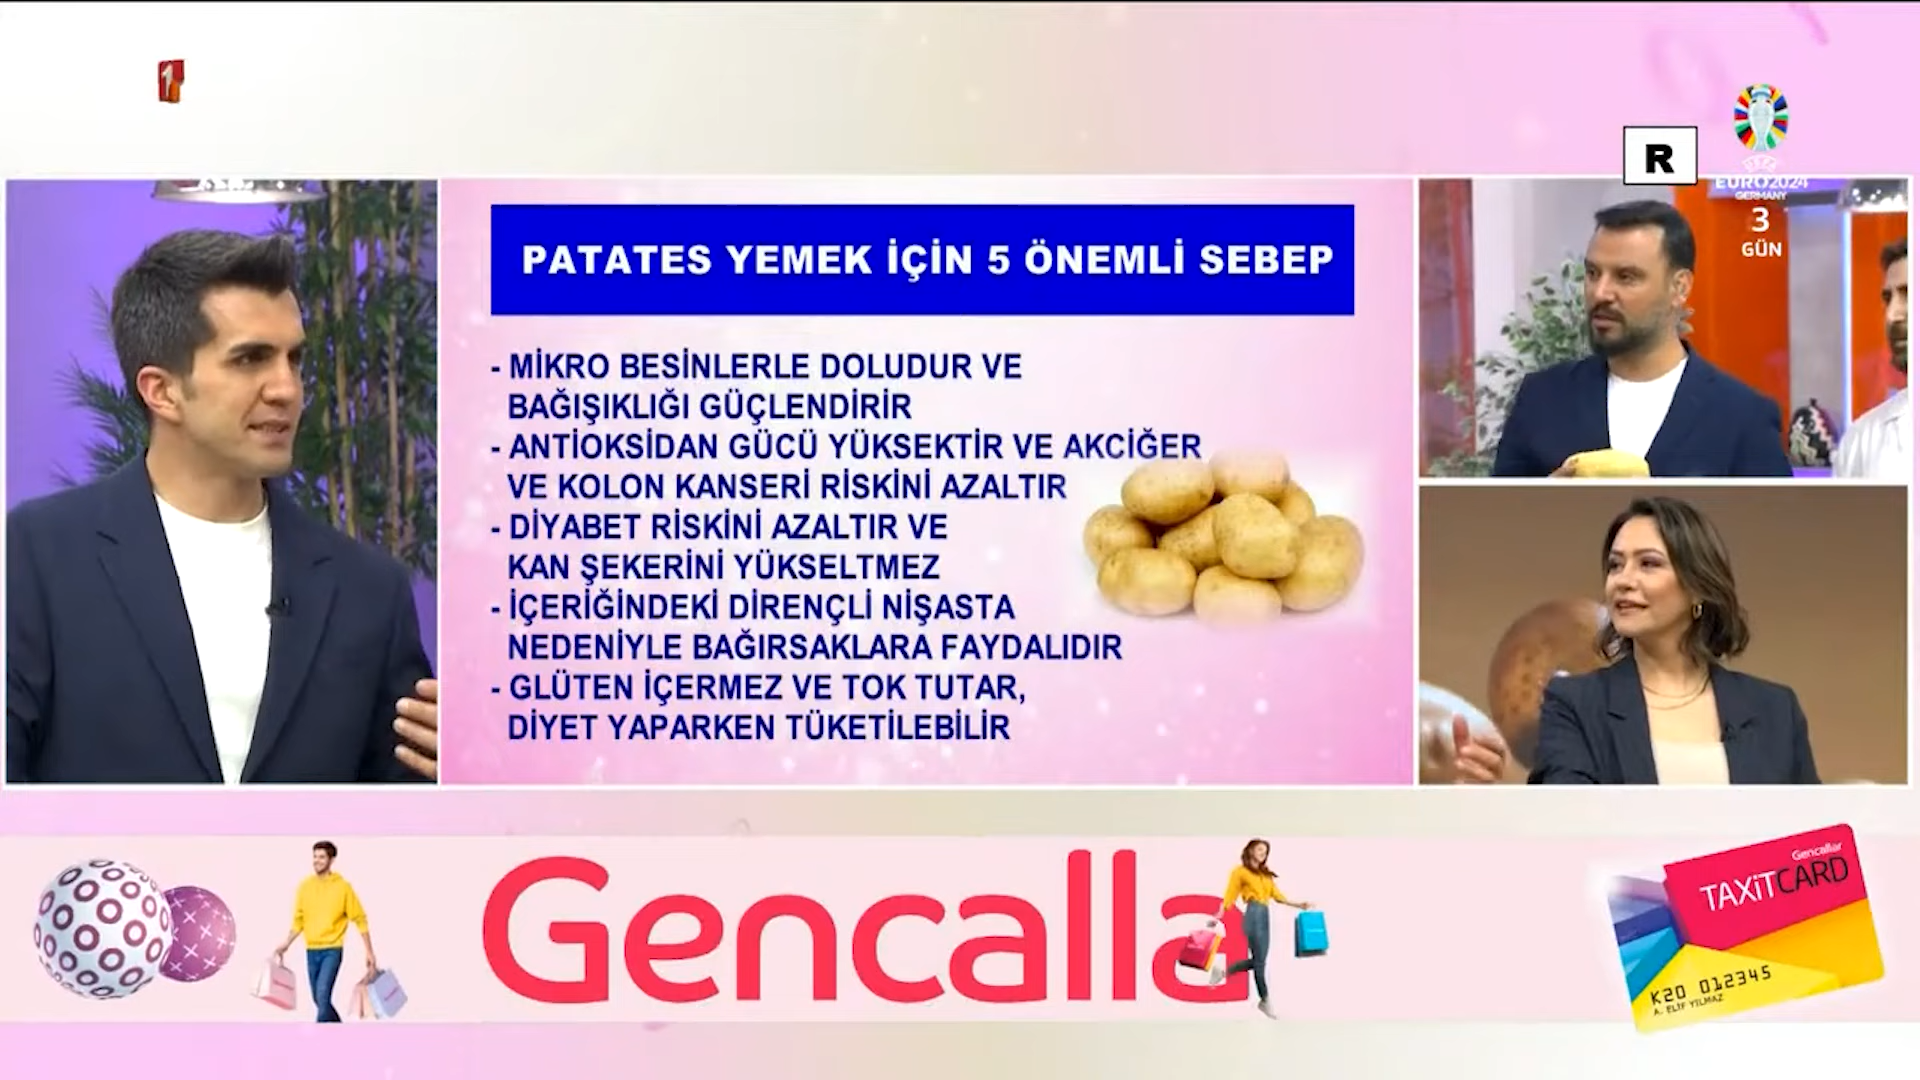 1
R
UEFA
EURO2024
GERMANY
3
GÜN
PATATES YEMEK İÇİN 5 ÖNEMLİ SEBEP
- MİKRO BESİNLERLE DOLUDUR VE
BAĞIŞIKLIĞI GÜÇLENDİRİR
- ANTİOKSİDAN GÜCÜ YÜKSEKTİR VE AKCİĞER
VE KOLON KANSERİ RİSKİNİ AZALTIR
- DİYABET RİSKİNİ AZALTIR VE
KAN ŞEKERİNİ YÜKSELTMEZ
- İÇERİĞİNDEKİ DİRENÇLİ NİŞASTA
NEDENİYLE BAĞIRSAKLARA FAYDALIDIR
- GLÜTEN İÇERMEZ VE TOK TUTAR,
DİYET YAPARKEN TÜKETİLEBİLİR
Gencalla
Gencallar
TAXiTCARD
K20 012345
A. ELİF YILMAZ